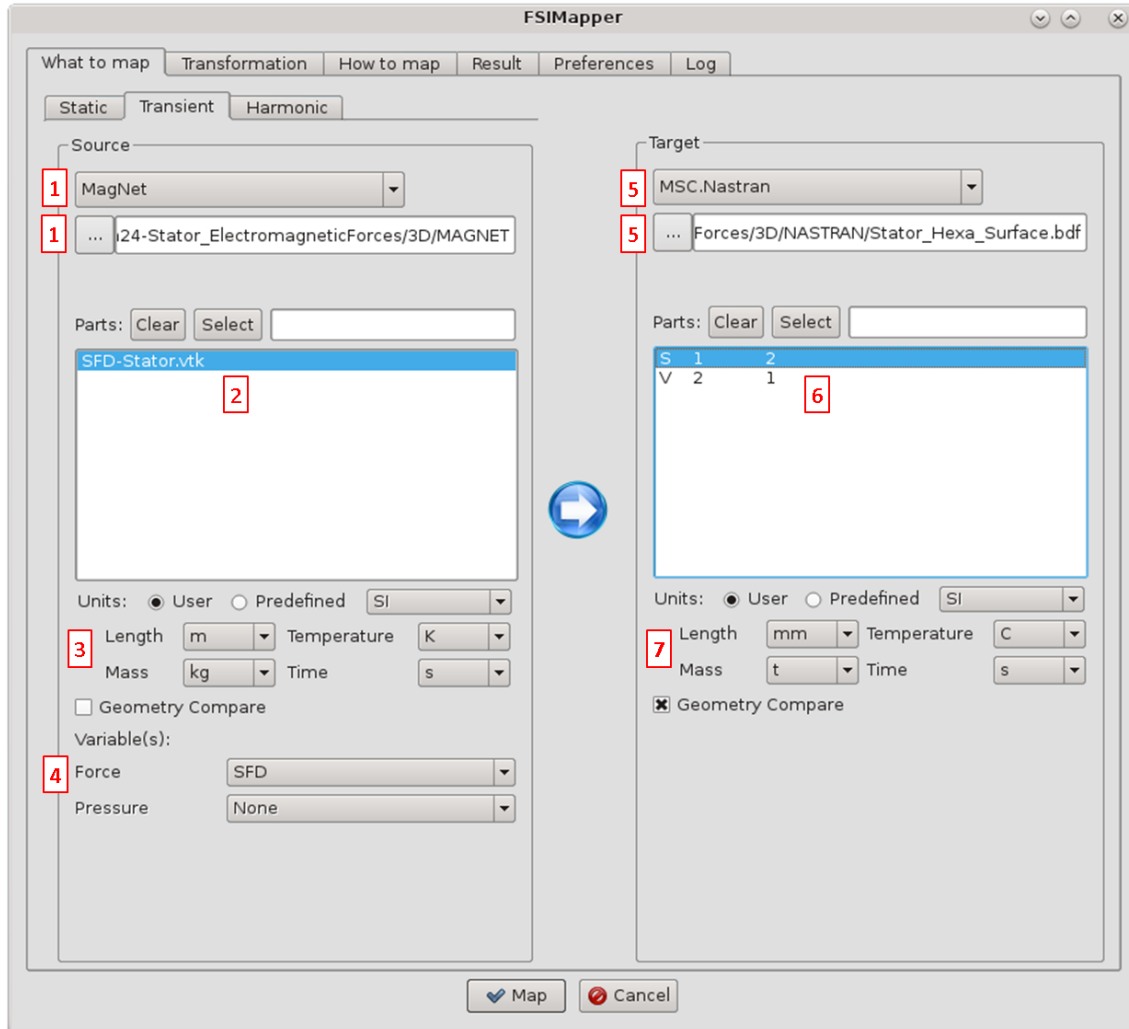 FSIMapper
What to map Transformation How to map Result Preferences Log
Static Transient Harmonic
Source
1 MagNet
1 ... 24-Stator_ElectromagneticForces/3D/MAGNET
Parts: Clear Select
SFD-Stator.vtk
2
Units: User Predefined SI
3
Length m Temperature K
Mass kg Time s
Geometry Compare
Variable(s):
4
Force SFD
Pressure None
Target
5 MSC.Nastran
5 ... Forces/3D/NASTRAN/Stator_Hexa_Surface.bdf
Parts: Clear Select
S 1 2
V 2 1
6
Units: User Predefined SI
7
Length mm Temperature C
Mass t Time s
Geometry Compare
Map Cancel